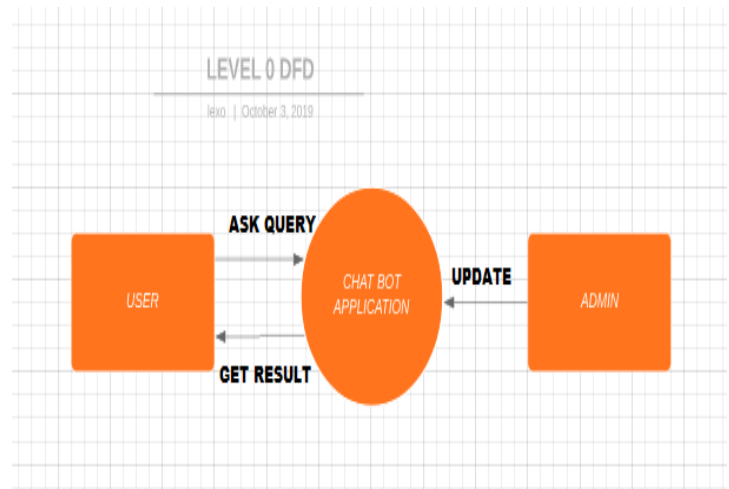 LEVEL 0 DFD
lexo | October 3, 2019
ASK QUERY
USER
CHAT BOT
APPLICATION
UPDATE
ADMIN
GET RESULT